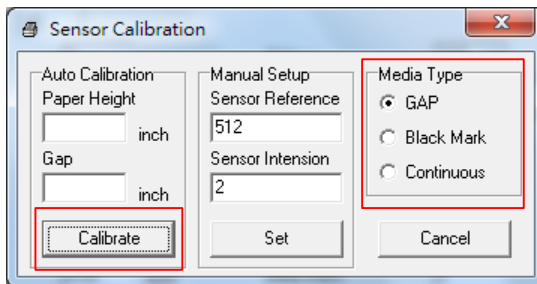 Sensor Calibration
Auto Calibration
Paper Height
inch
Gap
inch
Calibrate
Manual Setup
Sensor Reference
512
Sensor Intension
2
Set
Media Type
GAP
Black Mark
Continuous
Cancel